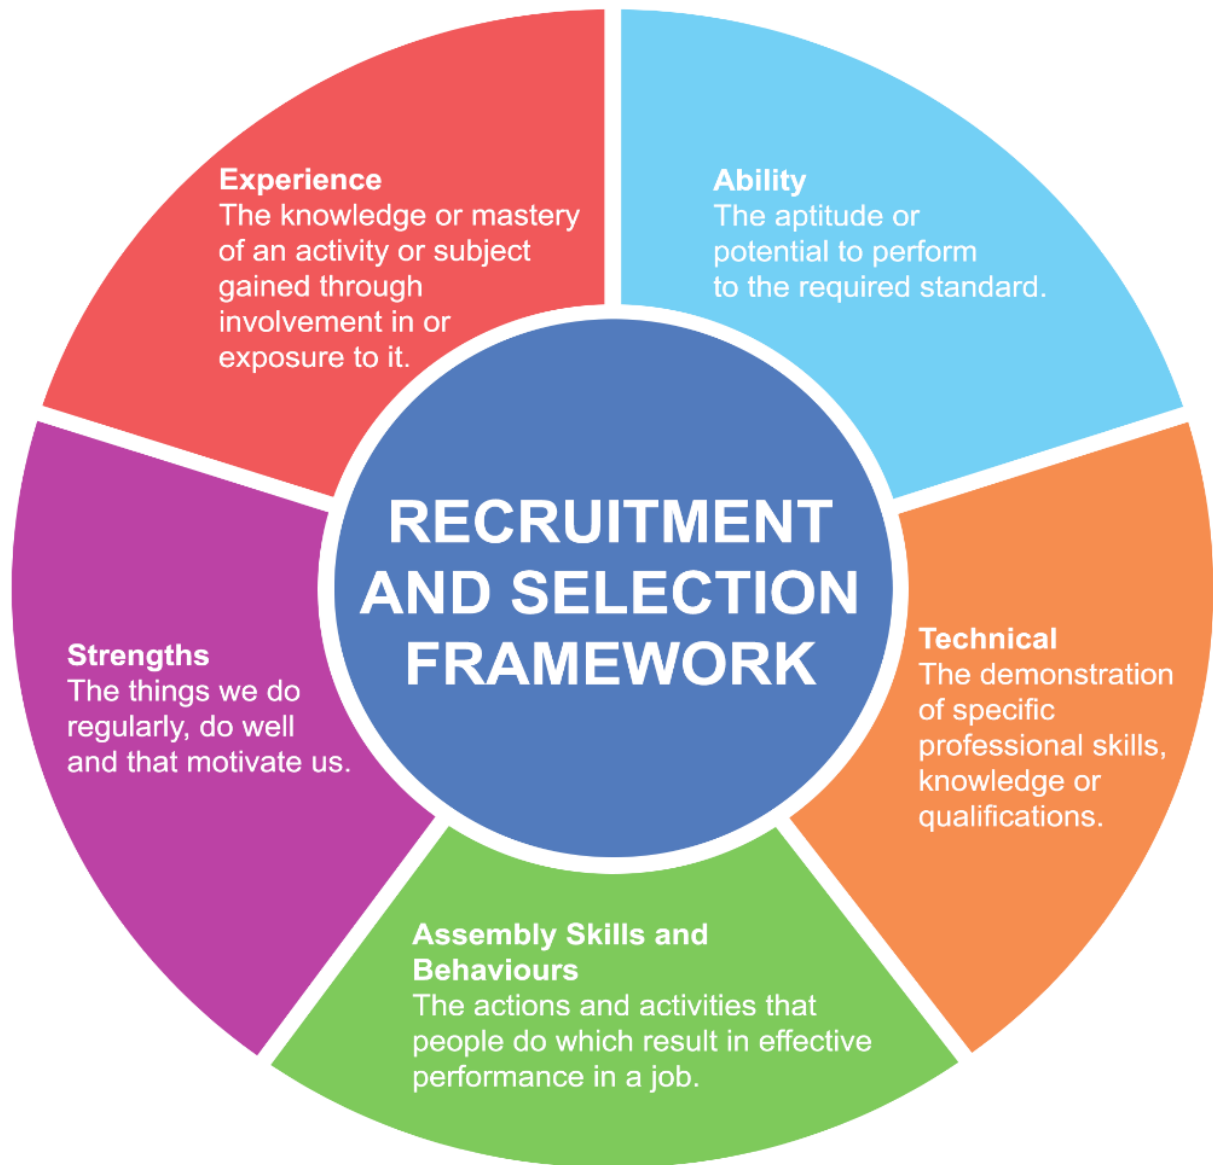 Experience
The knowledge or mastery
of an activity or subject
gained through
involvement in or
exposure to it.
Ability
The aptitude or
potential to perform
to the required standard.
RECRUITMENT
AND SELECTION
FRAMEWORK
Strengths
The things we do
regularly, do well
and that motivate us.
Technical
The demonstration
of specific
professional skills,
knowledge or
qualifications.
Assembly Skills and
Behaviours
The actions and activities that
people do which result in effective
performance in a job.